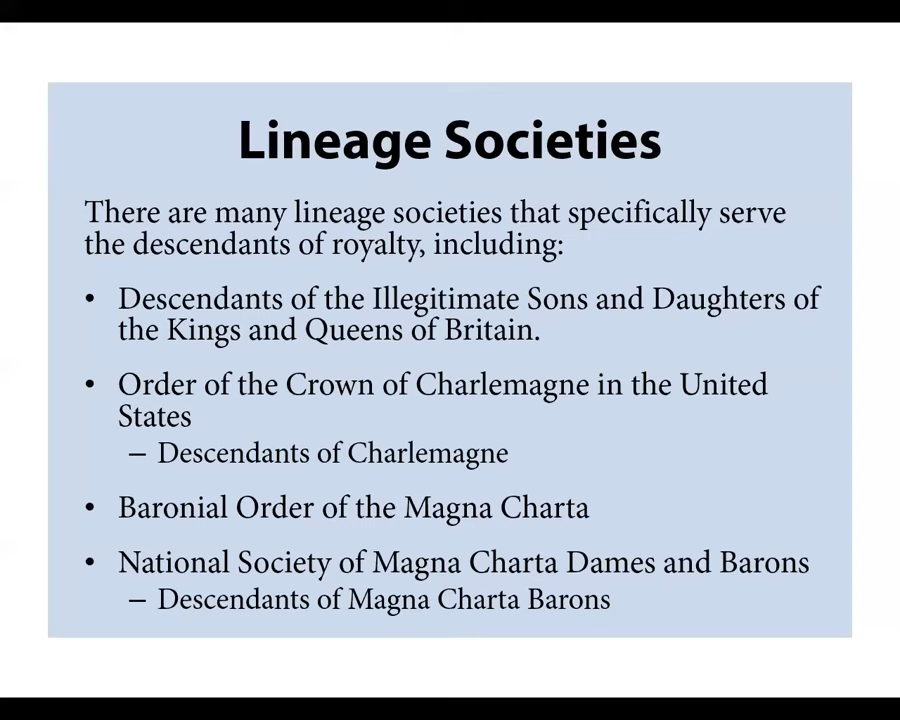 Lineage Societies
There are many lineage societies that specifically serve
the descendants of royalty, including:
• Descendants of the Illegitimate Sons and Daughters of
the Kings and Queens of Britain.
• Order of the Crown of Charlemagne in the United
States
– Descendants of Charlemagne
• Baronial Order of the Magna Charta
• National Society of Magna Charta Dames and Barons
– Descendants of Magna Charta Barons